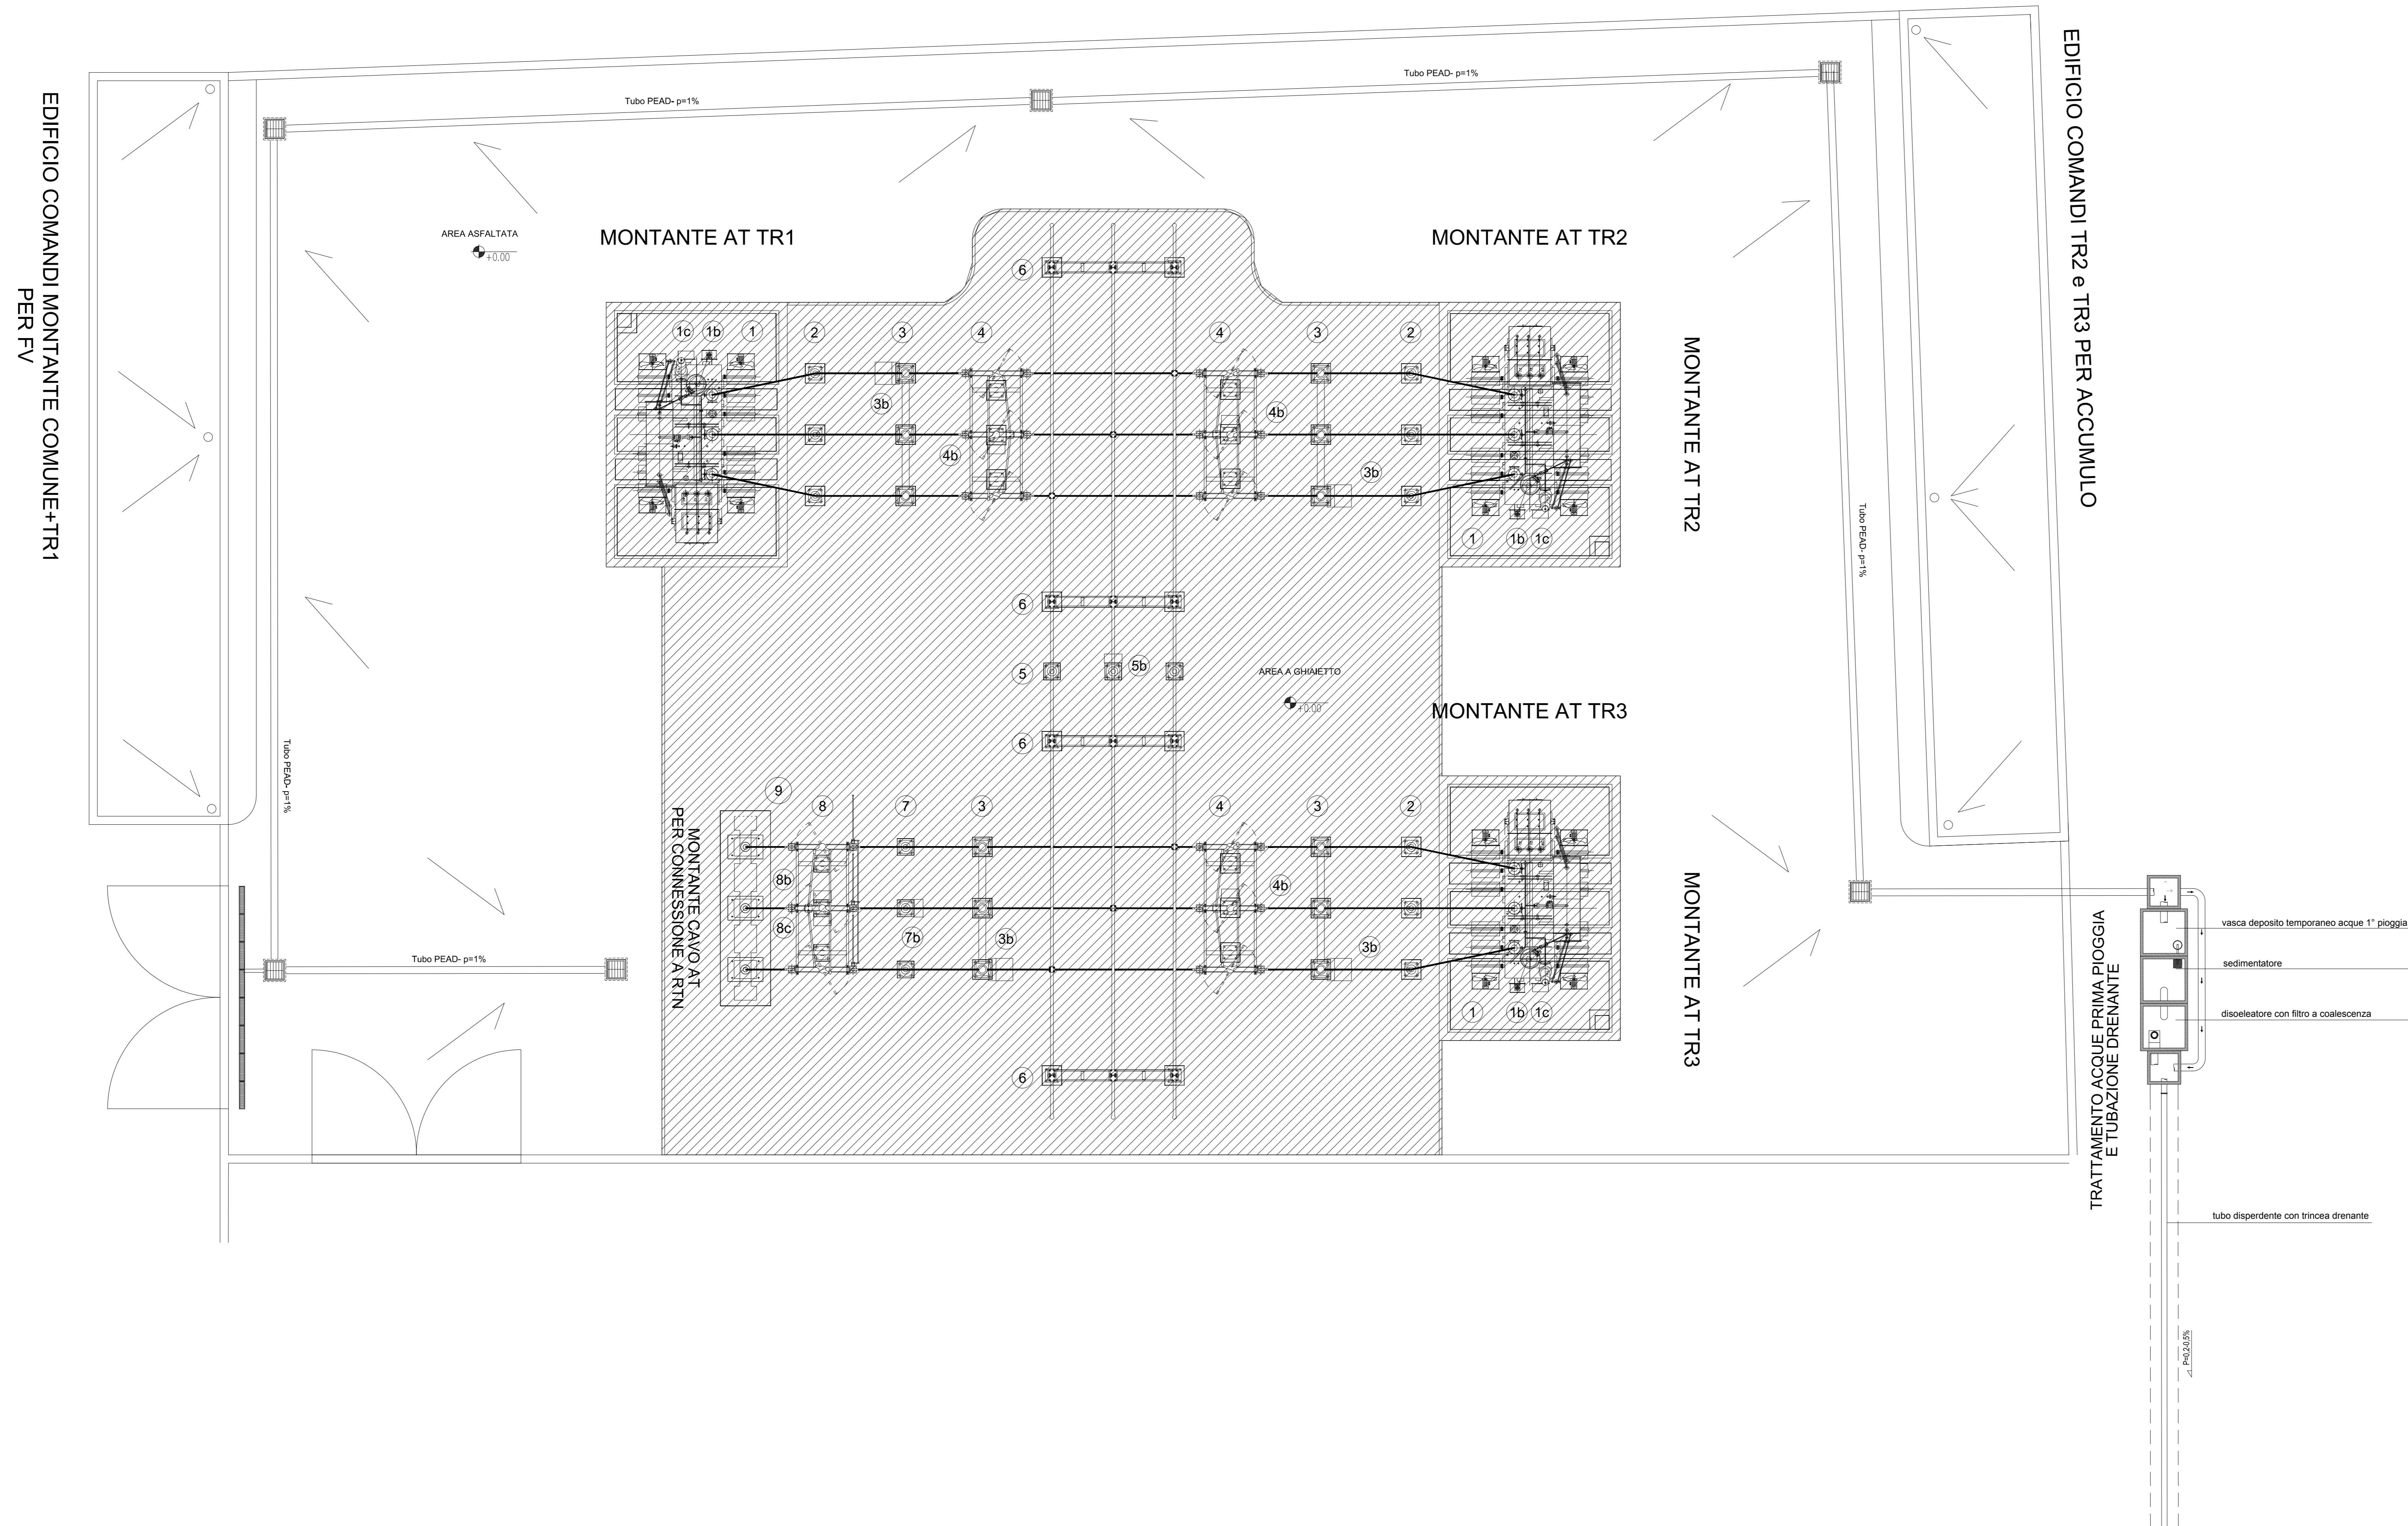 Tubo PEAD- p=1%
Tubo PEAD- p=1%
EDIFICIO COMANDI MONTANTE COMUNE+TR1
PER FV
EDIFICIO COMANDI TR2 e TR3 PER ACCUMULO
AREA ASFALTATA
+0.00
MONTANTE AT TR1
MONTANTE AT TR2
6
1c
1b
1
2
3
4
4
3
2
MONTANTE AT TR2
3b
4b
4b
3b
1
1b
1c
Tubo PEAD- p=1%
6
5
5b
AREA A GHIAIETTO
+0.00
MONTANTE AT TR3
6
Tubo PEAD- p=1%
9
8
7
3
4
3
2
MONTANTE CAVO AT
PER CONNESSIONE A RTN
8b
4b
8c
7b
3b
3b
MONTANTE AT TR3
Tubo PEAD- p=1%
1
1b
1c
6
TRATTAMENTO ACQUE PRIMA PIOGGIA
E TUBAZIONE DRENANTE
vasca deposito temporaneo acque 1° pioggia
sedimentatore
disoeleatore con filtro a coalescenza
tubo disperdente con trincea drenante
P=0,2-0,5%